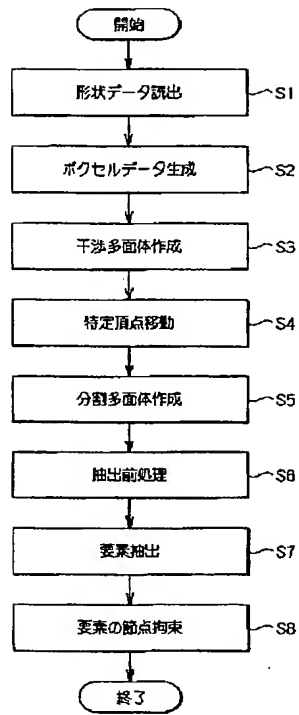 開始
形状データ読出 S1
ボクセルデータ生成 S2
干渉多面体作成 S3
特定頂点移動 S4
分割多面体作成 S5
抽出前処理 S6
要素抽出 S7
要素の節点拘束 S8
終了